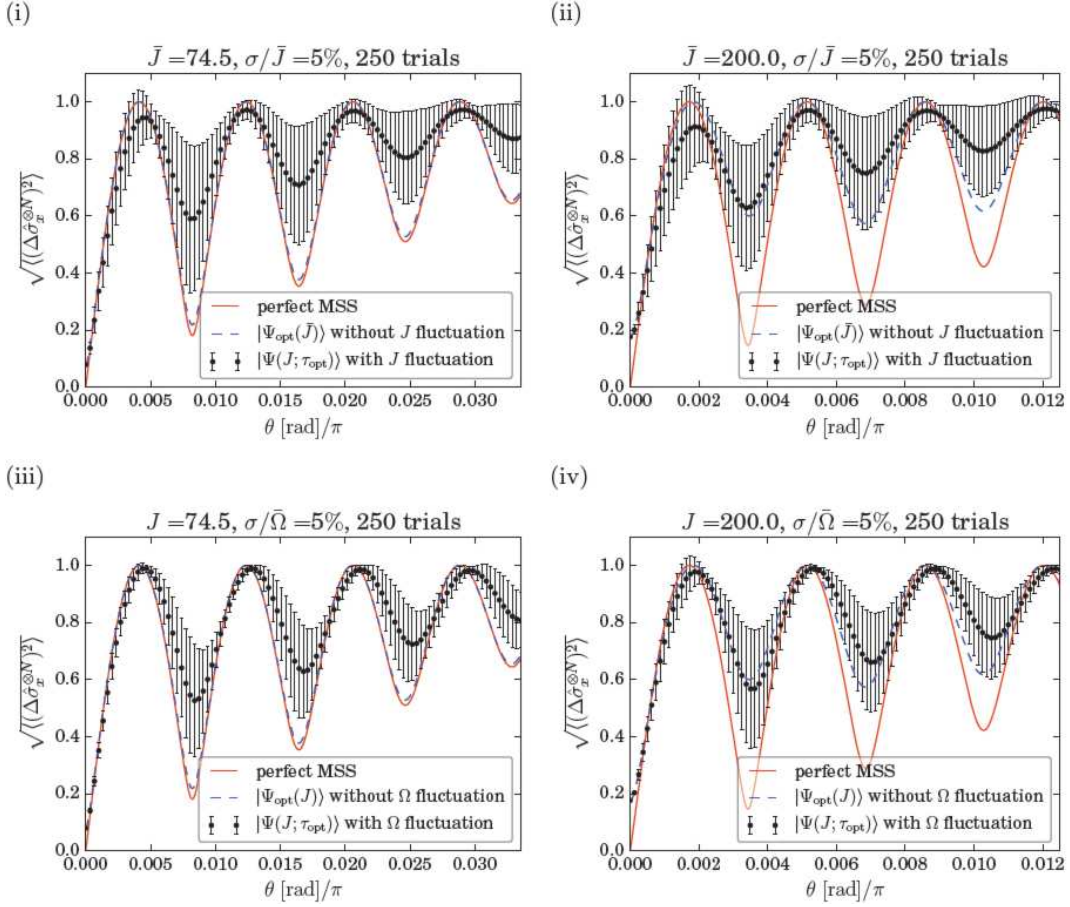 (i)
J̄ =74.5, σ/J̄ =5%, 250 trials
√⟨(Δσ̂ₓ^⊗N)²⟩
1.0
0.8
0.6
0.4
0.2
0.0
perfect MSS
|Ψopt(J̄)⟩ without J fluctuation
|Ψ(J; τopt)⟩ with J fluctuation
0.000 0.005 0.010 0.015 0.020 0.025 0.030
θ [rad]/π
(ii)
J̄ =200.0, σ/J̄ =5%, 250 trials
√⟨(Δσ̂ₓ^⊗N)²⟩
1.0
0.8
0.6
0.4
0.2
0.0
perfect MSS
|Ψopt(J̄)⟩ without J fluctuation
|Ψ(J; τopt)⟩ with J fluctuation
0.000 0.002 0.004 0.006 0.008 0.010 0.012
θ [rad]/π
(iii)
J =74.5, σ/Ω̄ =5%, 250 trials
√⟨(Δσ̂ₓ^⊗N)²⟩
1.0
0.8
0.6
0.4
0.2
0.0
perfect MSS
|Ψopt(J)⟩ without Ω fluctuation
|Ψ(J; τopt)⟩ with Ω fluctuation
0.000 0.005 0.010 0.015 0.020 0.025 0.030
θ [rad]/π
(iv)
J =200.0, σ/Ω̄ =5%, 250 trials
√⟨(Δσ̂ₓ^⊗N)²⟩
1.0
0.8
0.6
0.4
0.2
0.0
perfect MSS
|Ψopt(J)⟩ without Ω fluctuation
|Ψ(J; τopt)⟩ with Ω fluctuation
0.000 0.002 0.004 0.006 0.008 0.010 0.012
θ [rad]/π